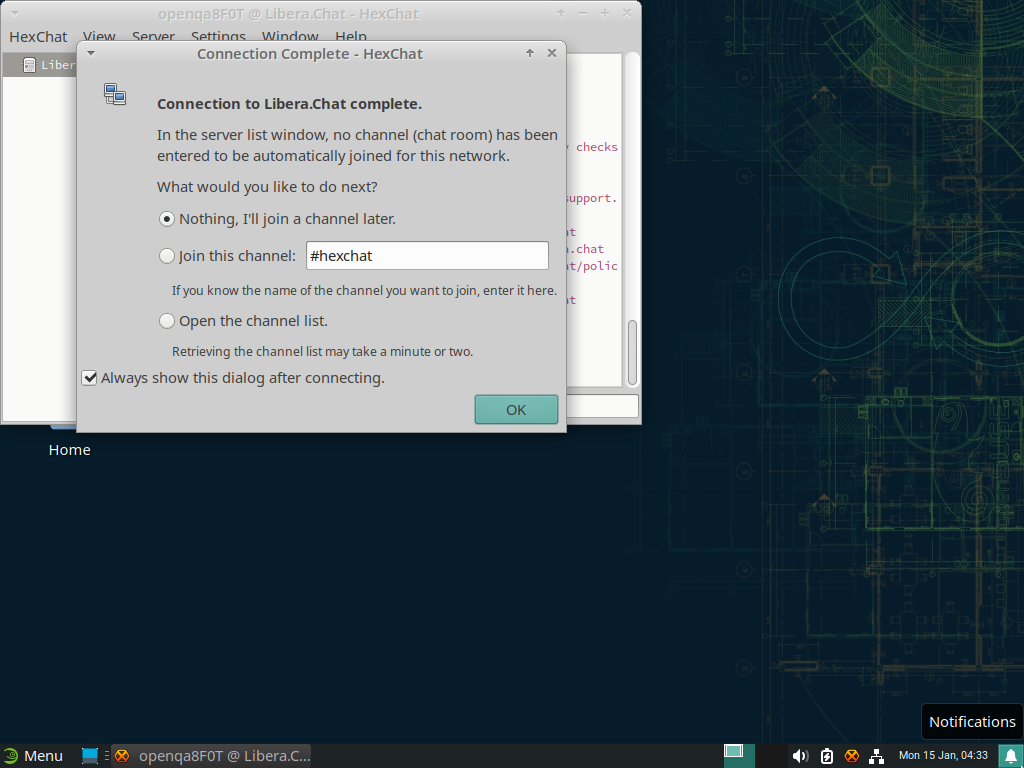 openqa8F0T @ Libera.Chat - HexChat
HexChat View Server Settings Window Help
Connection Complete - HexChat
Liber
Connection to Libera.Chat complete.
In the server list window, no channel (chat room) has been
entered to be automatically joined for this network.
checks
What would you like to do next?
support.
Nothing, I'll join a channel later.
at
a.chat
Join this channel: #hexchat
at/polic
If you know the name of the channel you want to join, enter it here.
at
Open the channel list.
Retrieving the channel list may take a minute or two.
Always show this dialog after connecting.
OK
Home
Notifications
Menu
openqa8F0T @ Libera.C...
Mon 15 Jan, 04:33